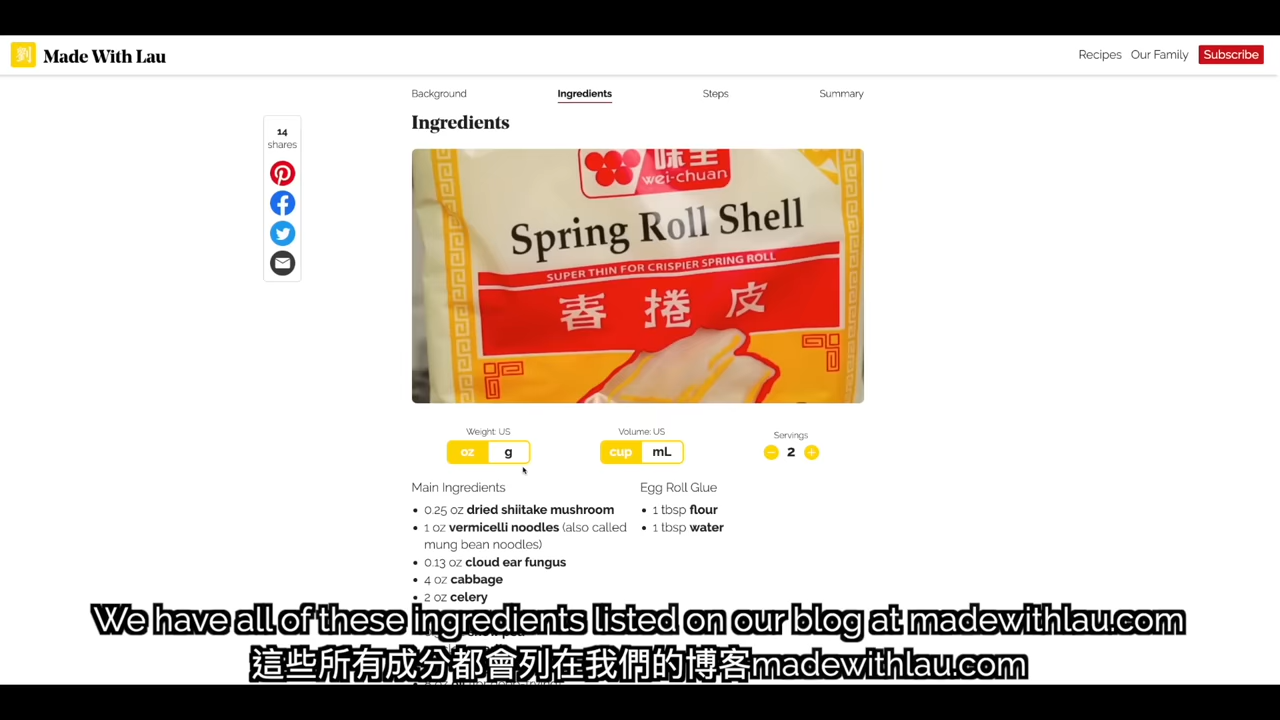 劉 Made With Lau
Recipes Our Family Subscribe
Background Ingredients Steps Summary
14
shares
Ingredients
味全
wei-chuan
Spring Roll Shell
SUPER THIN FOR CRISPIER SPRING ROLL
春捲皮
Weight: US
oz g
Volume: US
cup mL
Servings
2
Main Ingredients
• 0.25 oz dried shiitake mushroom
• 1 oz vermicelli noodles (also called
mung bean noodles)
• 0.13 oz cloud ear fungus
• 4 oz cabbage
• 2 oz celery
Egg Roll Glue
• 1 tbsp flour
• 1 tbsp water
We have all of these ingredients listed on our blog at madewithlau.com
這些所有成分都會列在我們的博客madewithlau.com